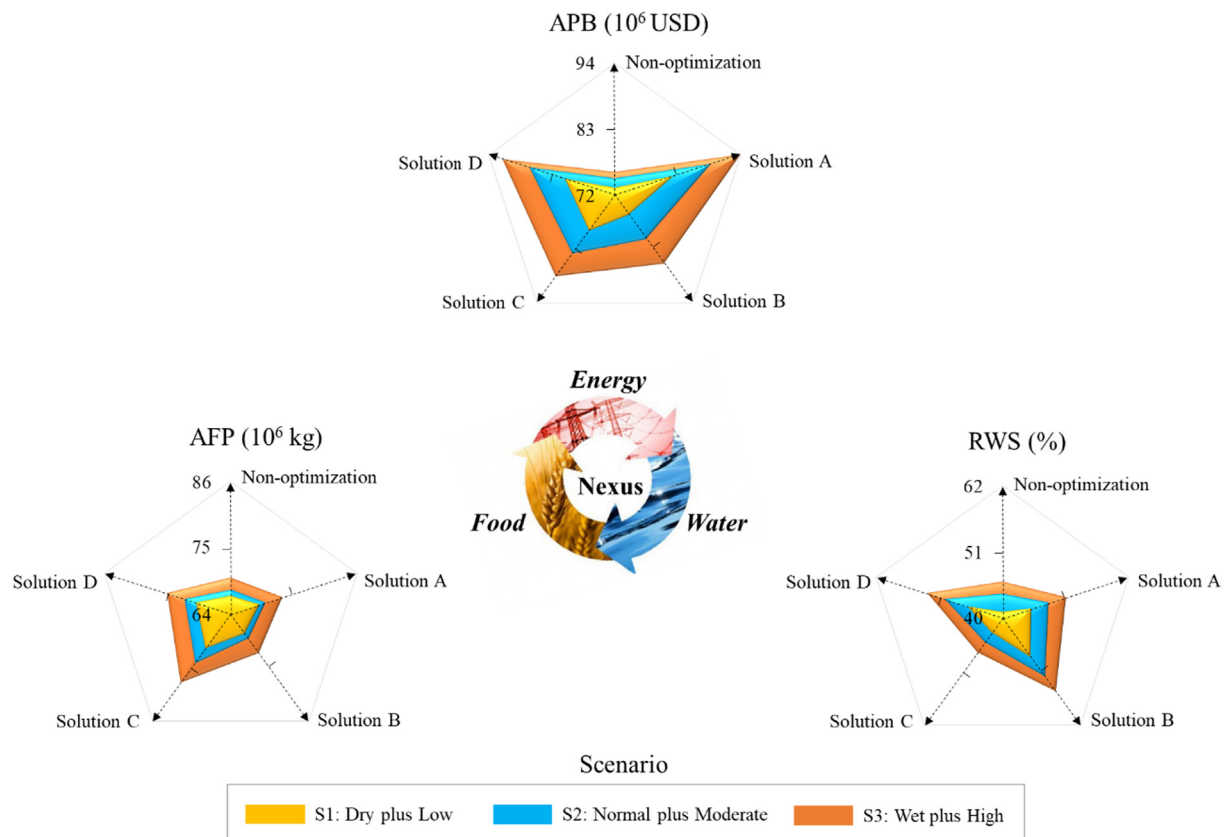 APB (10⁶ USD)
94
Non-optimization
83
Solution D
Solution A
72
Solution C
Solution B
Energy
Nexus
Food
Water
AFP (10⁶ kg)
86
Non-optimization
75
Solution D
Solution A
64
Solution C
Solution B
RWS (%)
62
Non-optimization
51
Solution D
Solution A
40
Solution C
Solution B
Scenario
S1: Dry plus Low
S2: Normal plus Moderate
S3: Wet plus High